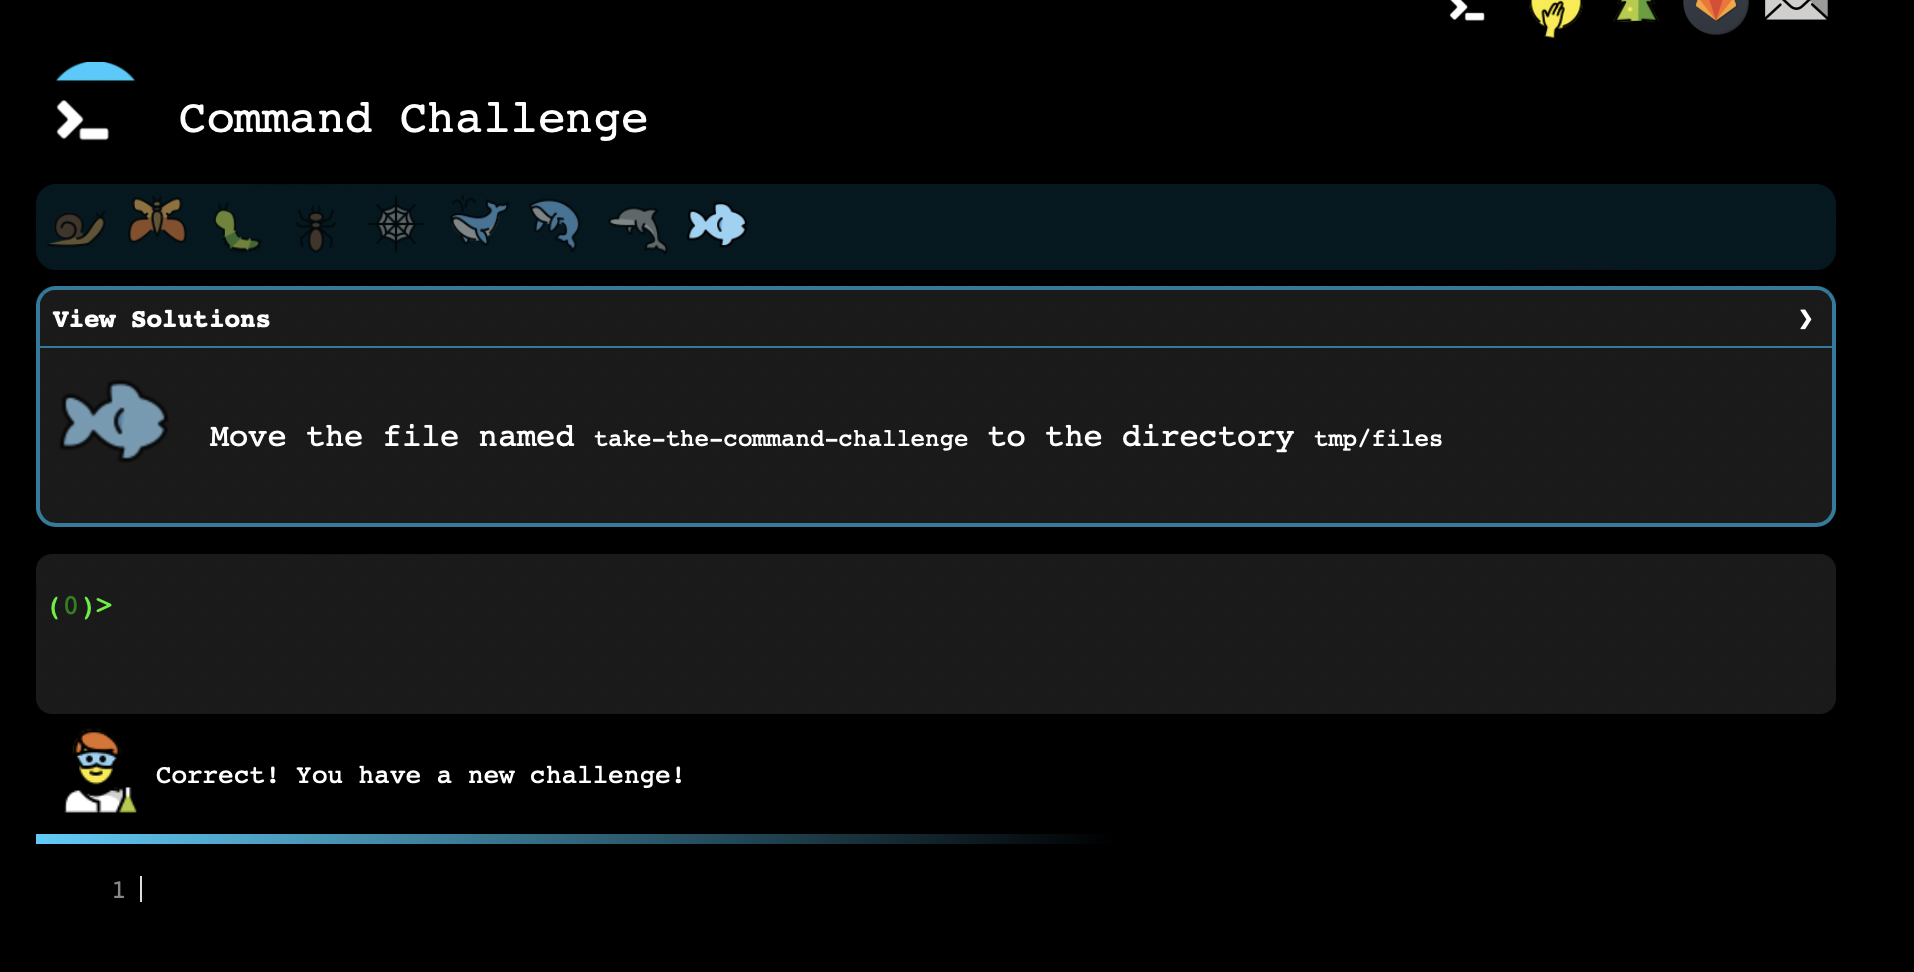 Command Challenge
View Solutions ❯
Move the file named take-the-command-challenge to the directory tmp/files
(0)>
Correct! You have a new challenge!
1